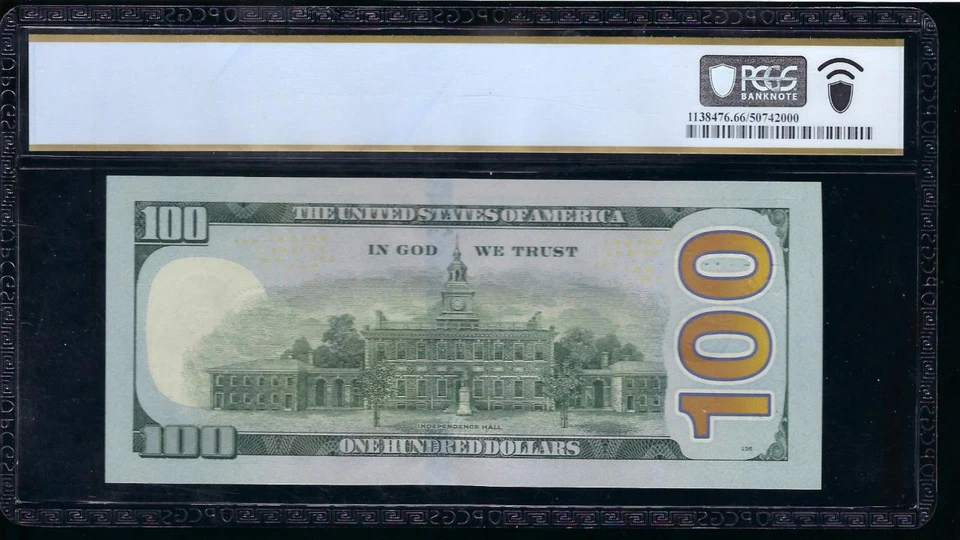 PCGS
BANKNOTE
1138476.66/50742000
100
THE UNITED STATES OF AMERICA
IN GOD WE TRUST
100
INDEPENDENCE HALL
100
ONE HUNDRED DOLLARS